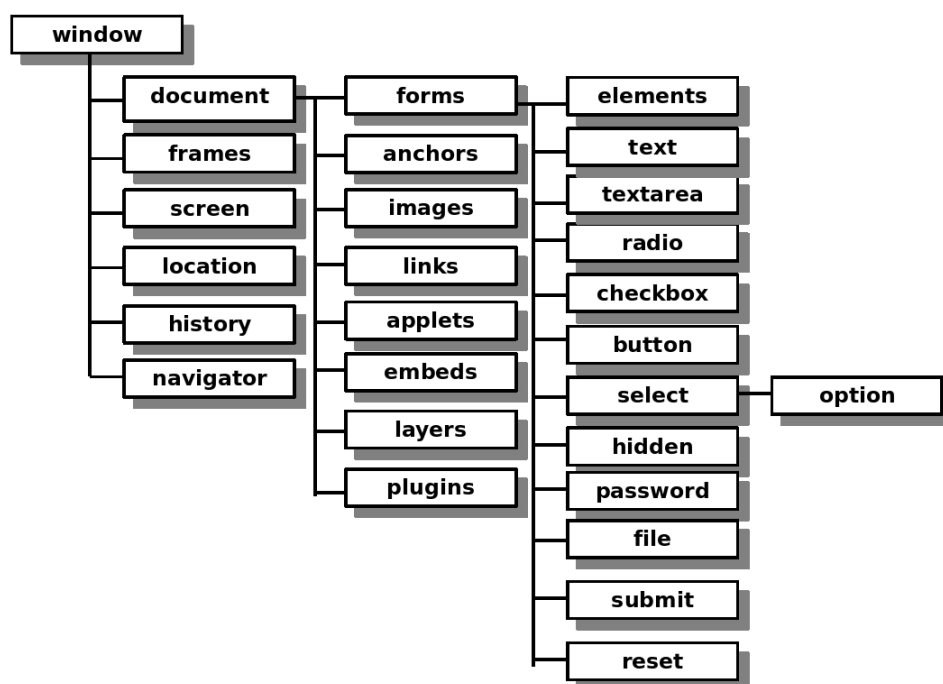 window
document
frames
screen
location
history
navigator
forms
anchors
images
links
applets
embeds
layers
plugins
elements
text
textarea
radio
checkbox
button
select
hidden
password
file
submit
reset
option